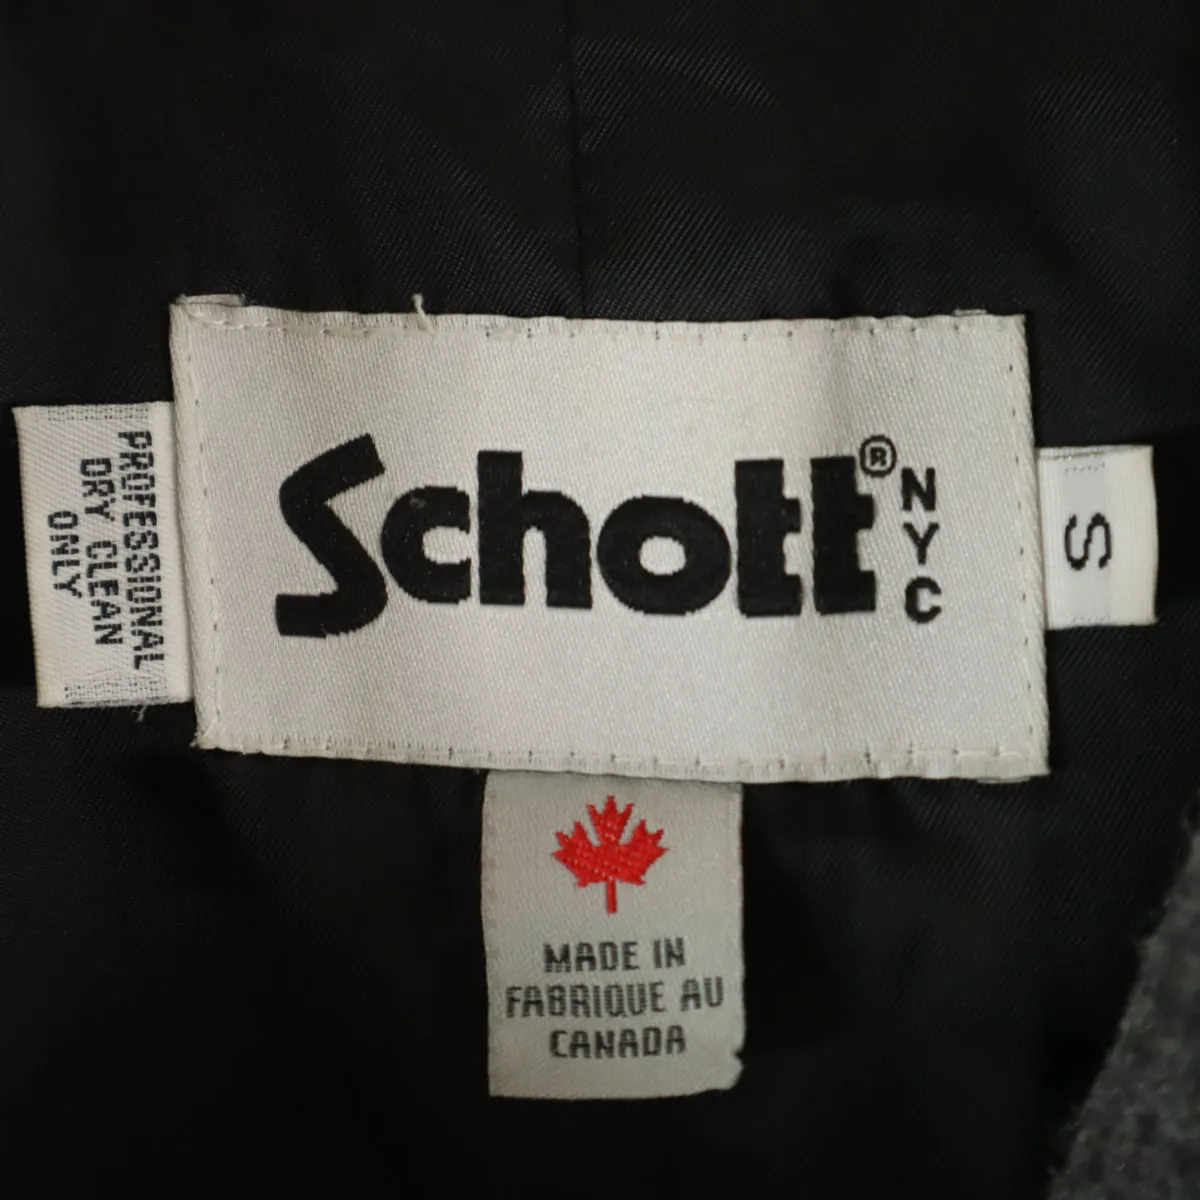 PROFESSIONAL
DRY CLEAN
ONLY
Schott® NYC
S
MADE IN
FABRIQUE AU
CANADA